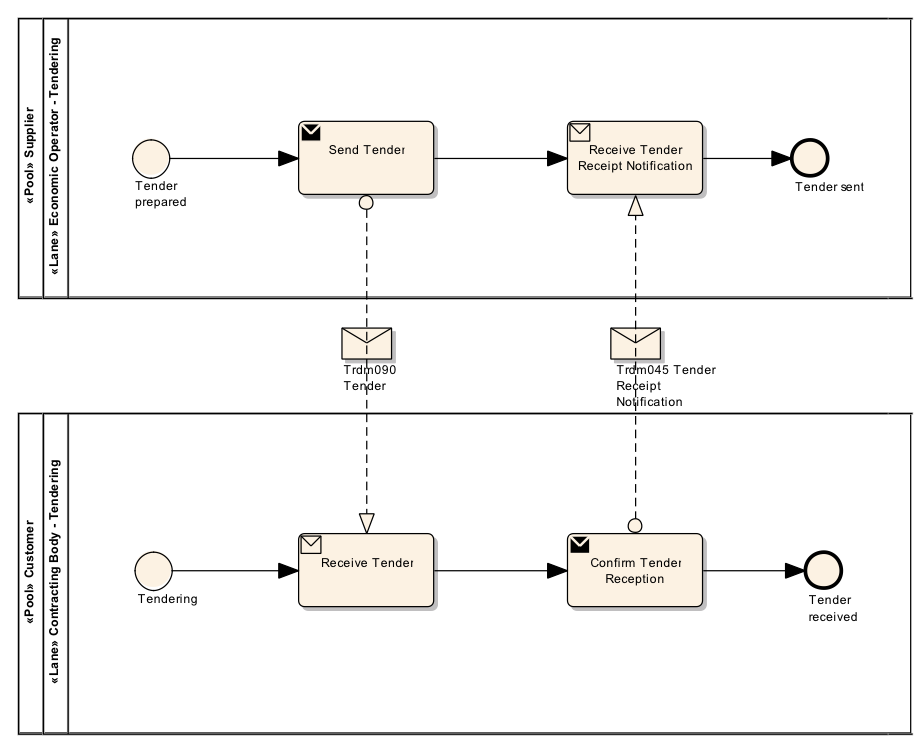 «Pool» Supplier
«Lane» Economic Operator - Tendering
Tender
prepared
Send Tender
Receive Tender
Receipt Notification
Tender sent
Trdm090
Tender
Trdm045 Tender
Receipt
Notification
«Pool» Customer
«Lane» Contracting Body - Tendering
Tendering
Receive Tender
Confirm Tender
Reception
Tender
received